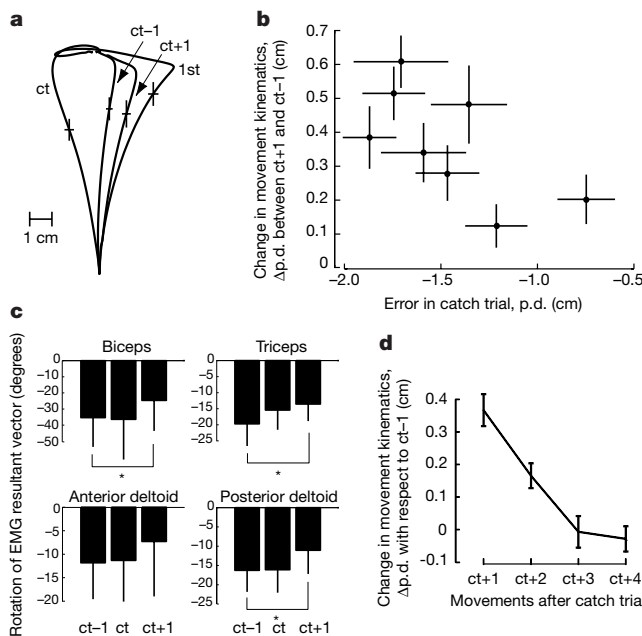 a
ct−1
ct+1
1st
ct
1 cm
b
Change in movement kinematics,
Δp.d. between ct+1 and ct−1 (cm)
0.7
0.6
0.5
0.4
0.3
0.2
0.1
0
−2.0
−1.5
−1.0
−0.5
Error in catch trial, p.d. (cm)
c
Rotation of EMG resultant vector (degrees)
Biceps
0
−10
−20
−30
−40
−50
*
Triceps
0
−5
−10
−15
−20
−25
*
Anterior deltoid
0
−5
−10
−15
−20
ct−1 ct ct+1
Posterior deltoid
0
−5
−10
−15
−20
−25
*
ct−1 ct ct+1
d
Change in movement kinematics,
Δp.d. with respect to ct−1 (cm)
0.4
0.3
0.2
0.1
0
−0.1
ct+1 ct+2 ct+3 ct+4
Movements after catch trial